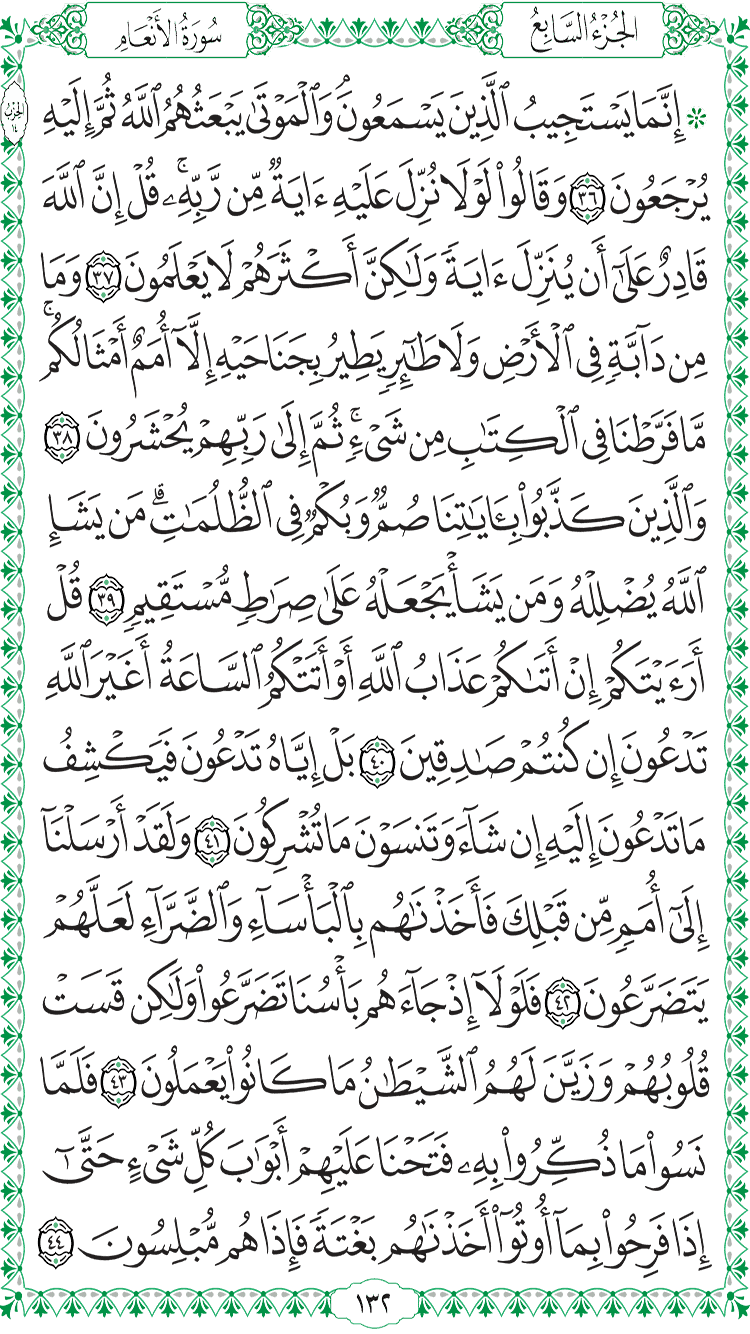 سُورَةُ الأَنْعَامِ
الجُزْءُ السَّابِعُ
۞ إِنَّمَا يَسْتَجِيبُ ٱلَّذِينَ يَسْمَعُونَۘ وَٱلْمَوْتَىٰ يَبْعَثُهُمُ ٱللَّهُ ثُمَّ إِلَيْهِ
يُرْجَعُونَ ٣٦ وَقَالُوا۟ لَوْلَا نُزِّلَ عَلَيْهِ ءَايَةٌ مِّن رَّبِّهِۦۚ قُلْ إِنَّ ٱللَّهَ
قَادِرٌ عَلَىٰٓ أَن يُنَزِّلَ ءَايَةً وَلَـٰكِنَّ أَكْثَرَهُمْ لَا يَعْلَمُونَ ٣٧ وَمَا
مِن دَآبَّةٍ فِى ٱلْأَرْضِ وَلَا طَـٰٓئِرٍ يَطِيرُ بِجَنَاحَيْهِ إِلَّآ أُمَمٌ أَمْثَالُكُمۚ
مَّا فَرَّطْنَا فِى ٱلْكِتَـٰبِ مِن شَىْءٍۚ ثُمَّ إِلَىٰ رَبِّهِمْ يُحْشَرُونَ ٣٨
وَٱلَّذِينَ كَذَّبُوا۟ بِـَٔايَـٰتِنَا صُمٌّ وَبُكْمٌ فِى ٱلظُّلُمَـٰتِۗ مَن يَشَإِ
ٱللَّهُ يُضْلِلْهُ وَمَن يَشَأْ يَجْعَلْهُ عَلَىٰ صِرَٰطٍ مُّسْتَقِيمٍ ٣٩ قُلْ
أَرَءَيْتَكُمْ إِنْ أَتَىٰكُمْ عَذَابُ ٱللَّهِ أَوْ أَتَتْكُمُ ٱلسَّاعَةُ أَغَيْرَ ٱللَّهِ
تَدْعُونَ إِن كُنتُمْ صَـٰدِقِينَ ٤٠ بَلْ إِيَّاهُ تَدْعُونَ فَيَكْشِفُ
مَا تَدْعُونَ إِلَيْهِ إِن شَآءَ وَتَنسَوْنَ مَا تُشْرِكُونَ ٤١ وَلَقَدْ أَرْسَلْنَآ
إِلَىٰٓ أُمَمٍ مِّن قَبْلِكَ فَأَخَذْنَـٰهُم بِٱلْبَأْسَآءِ وَٱلضَّرَّآءِ لَعَلَّهُمْ
يَتَضَرَّعُونَ ٤٢ فَلَوْلَآ إِذْ جَآءَهُم بَأْسُنَا تَضَرَّعُوا۟ وَلَـٰكِن قَسَتْ
قُلُوبُهُمْ وَزَيَّنَ لَهُمُ ٱلشَّيْطَـٰنُ مَا كَانُوا۟ يَعْمَلُونَ ٤٣ فَلَمَّا
نَسُوا۟ مَا ذُكِّرُوا۟ بِهِۦ فَتَحْنَا عَلَيْهِمْ أَبْوَٰبَ كُلِّ شَىْءٍ حَتَّىٰٓ
إِذَا فَرِحُوا۟ بِمَآ أُوتُوٓا۟ أَخَذْنَـٰهُم بَغْتَةً فَإِذَا هُم مُّبْلِسُونَ ٤٤
الحزب
١٤
١٣٢